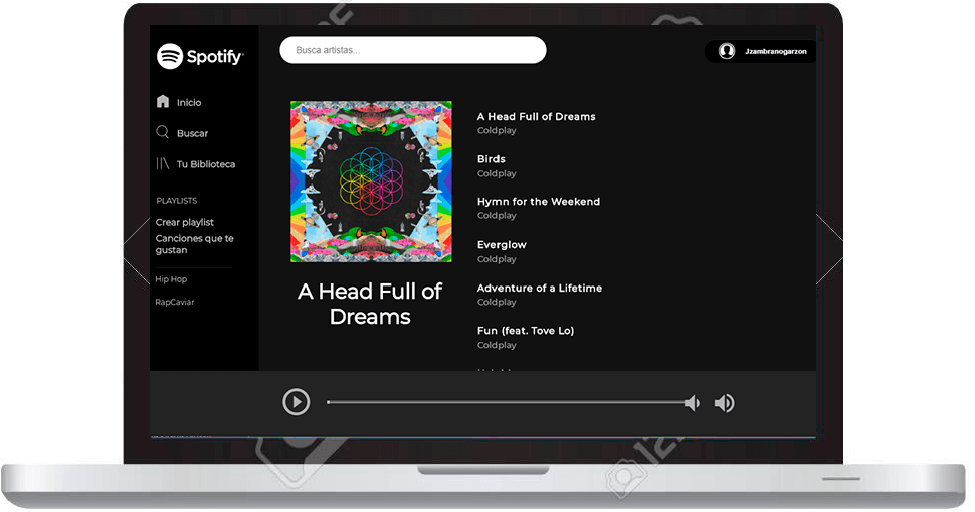 Spotify
Busca artistas...
Jzambranogarzon
Inicio
Buscar
Tu Biblioteca
PLAYLISTS
Crear playlist
Canciones que te
gustan
Hip Hop
RapCaviar
A Head Full of
Dreams
A Head Full of Dreams
Coldplay
Birds
Coldplay
Hymn for the Weekend
Coldplay
Everglow
Coldplay
Adventure of a Lifetime
Coldplay
Fun (feat. Tove Lo)
Coldplay